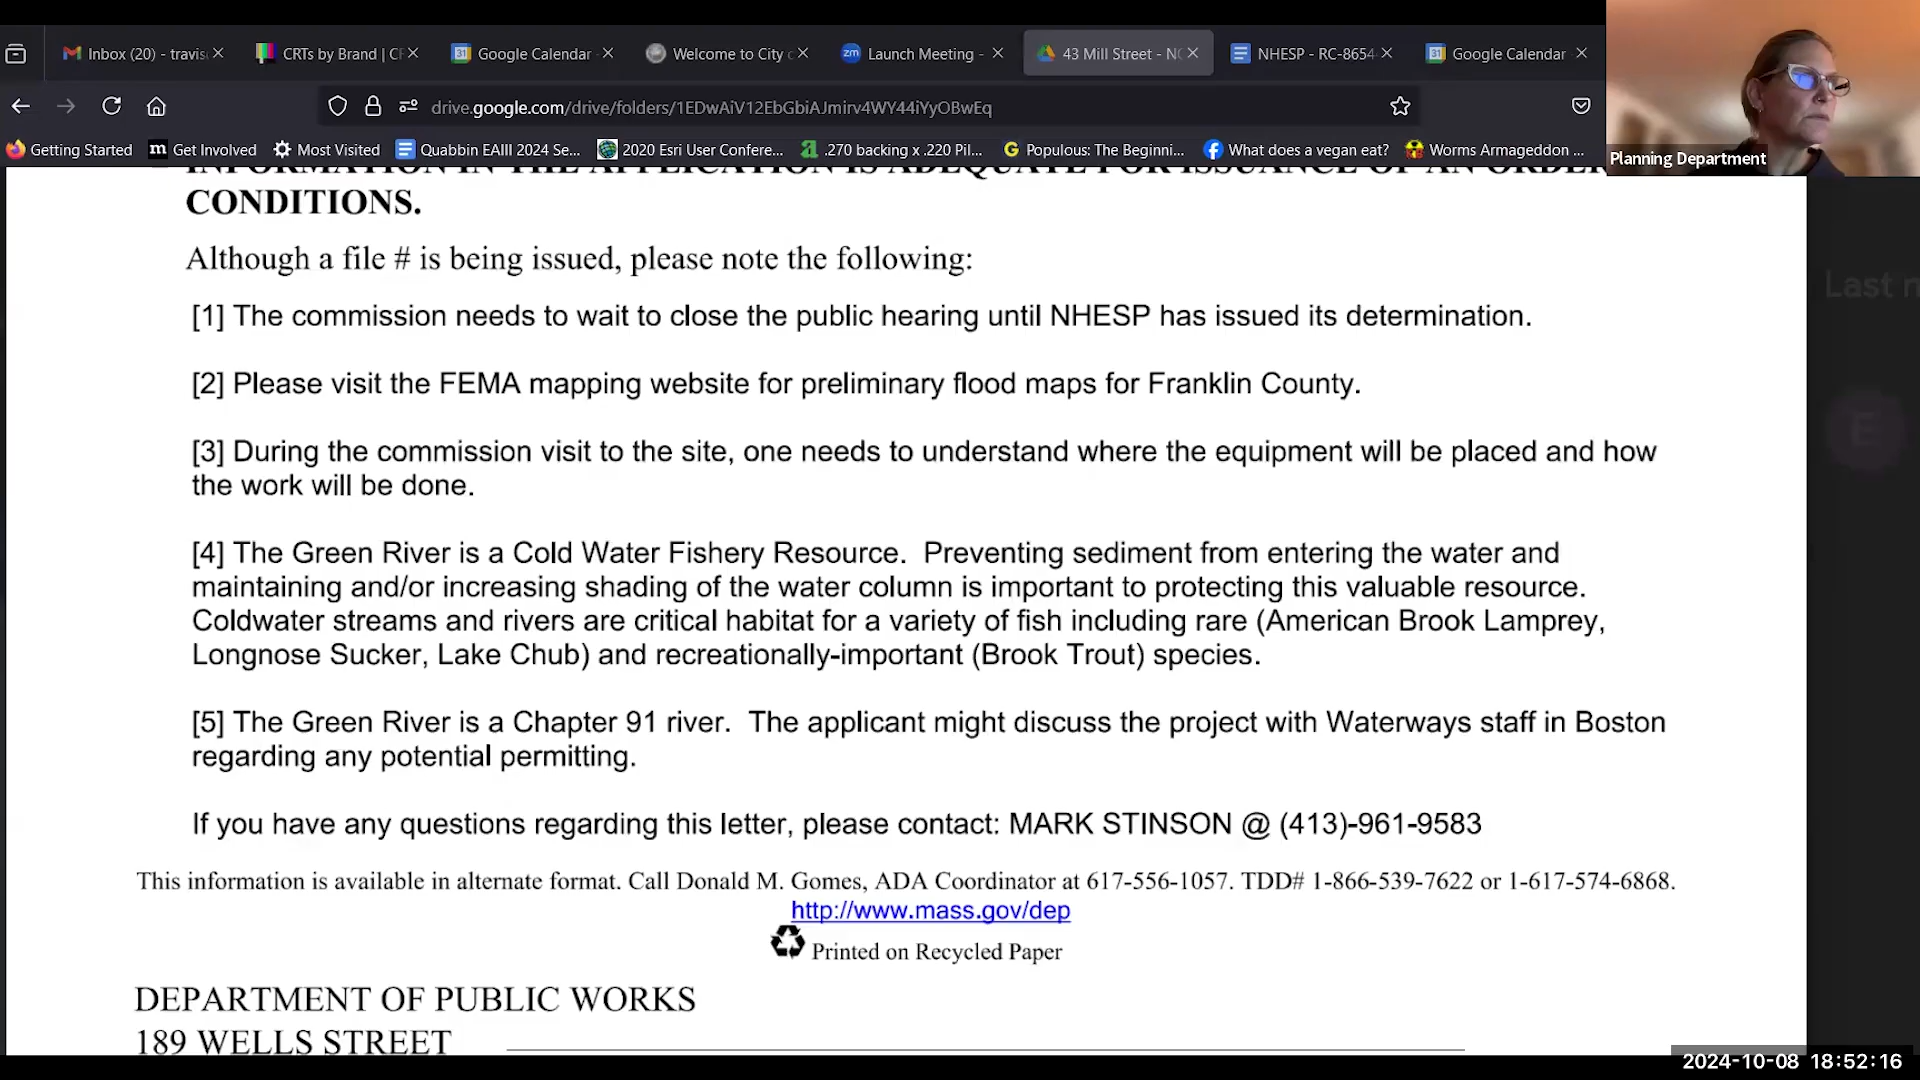 Inbox (20) - travis
CRTs by Brand | CF
Google Calendar
Welcome to City
Launch Meeting -
43 Mill Street - N
NHESP - RC-8654
Google Calendar
drive.google.com/drive/folders/1EDwAiV12EbGbiAJmirv4WY44iYyOBwEq
Getting Started
m Get Involved
Most Visited
Quabbin EAIII 2024 Se...
2020 Esri User Confere...
.270 backing x .220 Pil...
G Populous: The Beginni...
What does a vegan eat?
Worms Armageddon ...
Planning Department
INFORMATION IN THE APPLICATION IS ADEQUATE FOR ISSUANCE OF AN ORDER
CONDITIONS.
Although a file # is being issued, please note the following:
[1] The commission needs to wait to close the public hearing until NHESP has issued its determination.
[2] Please visit the FEMA mapping website for preliminary flood maps for Franklin County.
[3] During the commission visit to the site, one needs to understand where the equipment will be placed and how
the work will be done.
[4] The Green River is a Cold Water Fishery Resource.  Preventing sediment from entering the water and
maintaining and/or increasing shading of the water column is important to protecting this valuable resource.
Coldwater streams and rivers are critical habitat for a variety of fish including rare (American Brook Lamprey,
Longnose Sucker, Lake Chub) and recreationally-important (Brook Trout) species.
[5] The Green River is a Chapter 91 river.  The applicant might discuss the project with Waterways staff in Boston
regarding any potential permitting.
If you have any questions regarding this letter, please contact: MARK STINSON @ (413)-961-9583
This information is available in alternate format. Call Donald M. Gomes, ADA Coordinator at 617-556-1057. TDD# 1-866-539-7622 or 1-617-574-6868.
http://www.mass.gov/dep
Printed on Recycled Paper
DEPARTMENT OF PUBLIC WORKS
189 WELLS STREET
Last
E
2024-10-08 18:52:16